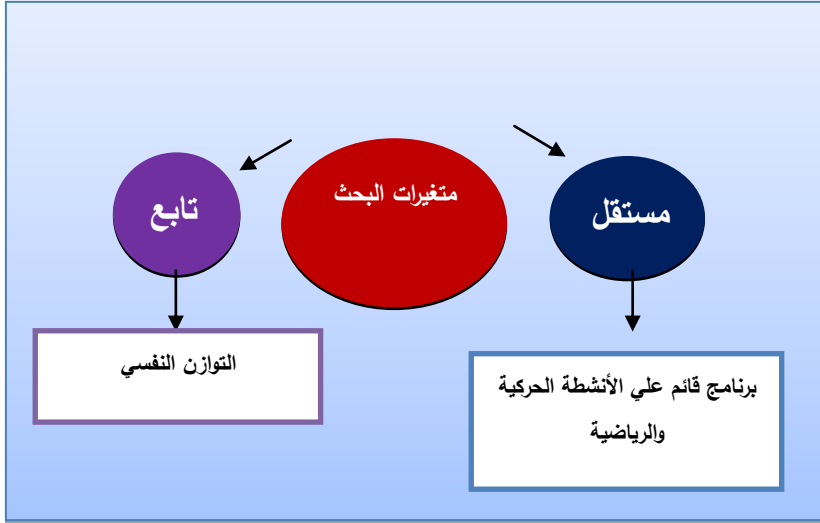 متغيرات البحث
مستقل
تابع
برنامج قائم علي الأنشطة الحركية
والرياضية
التوازن النفسي